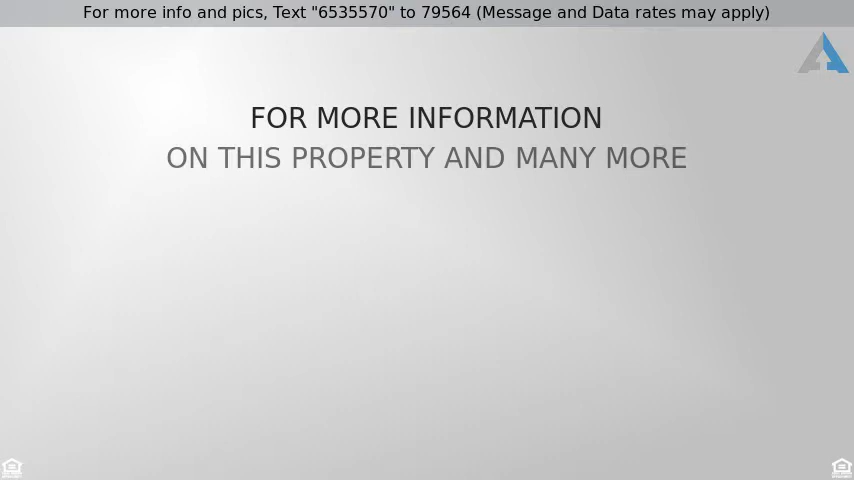 For more info and pics, Text "6535570" to 79564 (Message and Data rates may apply)
FOR MORE INFORMATION
ON THIS PROPERTY AND MANY MORE